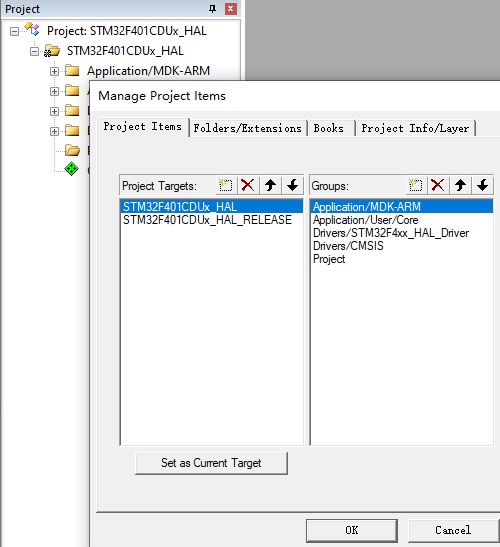 Project
Project: STM32F401CDUx_HAL
STM32F401CDUx_HAL
Application/MDK-ARM
Manage Project Items
Project Items
Folders/Extensions
Books
Project Info/Layer
Project Targets:
Groups:
STM32F401CDUx_HAL
STM32F401CDUx_HAL_RELEASE
Application/MDK-ARM
Application/User/Core
Drivers/STM32F4xx_HAL_Driver
Drivers/CMSIS
Project
Set as Current Target
OK
Cancel